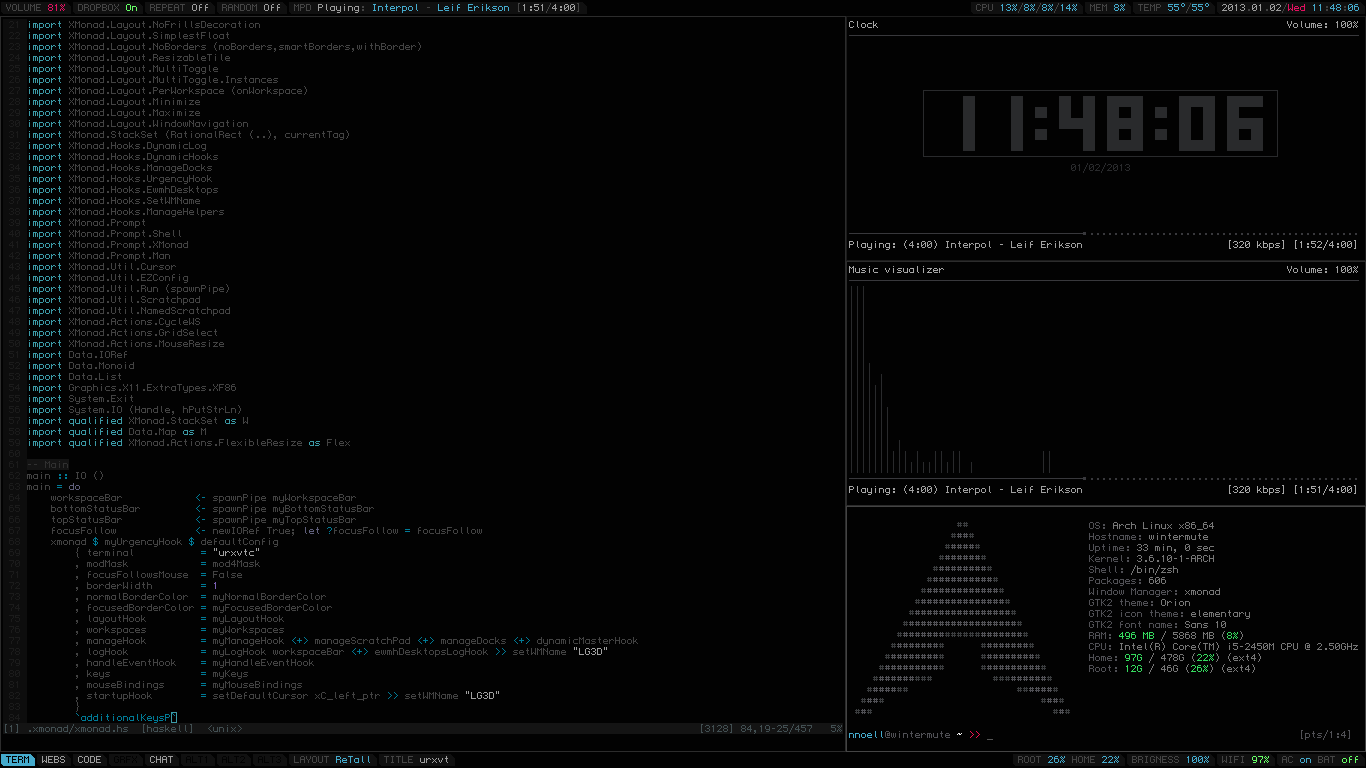 VOLUME 81% DROPBOX On REPEAT Off RANDOM Off MPD Playing: Interpol - Leif Erikson [1:51/4:00] CPU 13%/8%/8%/14% MEM 8% TEMP 55°/55° 2013.01.02/Wed 11:48:06
21 import XMonad.Layout.NoFrillsDecoration
22 import XMonad.Layout.SimplestFloat
23 import XMonad.Layout.NoBorders (noBorders,smartBorders,withBorder)
24 import XMonad.Layout.ResizableTile
25 import XMonad.Layout.MultiToggle
26 import XMonad.Layout.MultiToggle.Instances
27 import XMonad.Layout.PerWorkspace (onWorkspace)
28 import XMonad.Layout.Minimize
29 import XMonad.Layout.Maximize
30 import XMonad.Layout.WindowNavigation
31 import XMonad.StackSet (RationalRect (..), currentTag)
32 import XMonad.Hooks.DynamicLog
33 import XMonad.Hooks.DynamicHooks
34 import XMonad.Hooks.ManageDocks
35 import XMonad.Hooks.UrgencyHook
36 import XMonad.Hooks.EwmhDesktops
37 import XMonad.Hooks.SetWMName
38 import XMonad.Hooks.ManageHelpers
39 import XMonad.Prompt
40 import XMonad.Prompt.Shell
41 import XMonad.Prompt.XMonad
42 import XMonad.Prompt.Man
43 import XMonad.Util.Cursor
44 import XMonad.Util.EZConfig
45 import XMonad.Util.Run (spawnPipe)
46 import XMonad.Util.Scratchpad
47 import XMonad.Util.NamedScratchpad
48 import XMonad.Actions.CycleWS
49 import XMonad.Actions.GridSelect
50 import XMonad.Actions.MouseResize
51 import Data.IORef
52 import Data.Monoid
53 import Data.List
54 import Graphics.X11.ExtraTypes.XF86
55 import System.Exit
56 import System.IO (Handle, hPutStrLn)
57 import qualified XMonad.StackSet as W
58 import qualified Data.Map as M
59 import qualified XMonad.Actions.FlexibleResize as Flex
60
61 -- Main
62 main :: IO ()
63 main = do
64 workspaceBar <- spawnPipe myWorkspaceBar
65 bottomStatusBar <- spawnPipe myBottomStatusBar
66 topStatusBar <- spawnPipe myTopStatusBar
67 focusFollow <- newIORef True; let ?focusFollow = focusFollow
68 xmonad $ myUrgencyHook $ defaultConfig
69 { terminal = "urxvtc"
70 , modMask = mod4Mask
71 , focusFollowsMouse = False
72 , borderWidth = 1
73 , normalBorderColor = myNormalBorderColor
74 , focusedBorderColor = myFocusedBorderColor
75 , layoutHook = myLayoutHook
76 , workspaces = myWorkspaces
77 , manageHook = myManageHook <+> manageScratchPad <+> manageDocks <+> dynamicMasterHook
78 , logHook = myLogHook workspaceBar <+> ewmhDesktopsLogHook >> setWMName "LG3D"
79 , handleEventHook = myHandleEventHook
80 , keys = myKeys
81 , mouseBindings = myMouseBindings
82 , startupHook = setDefaultCursor xC_left_ptr >> setWMName "LG3D"
83 }
84 `additionalKeysP
[1] .xmonad/xmonad.hs [haskell] <unix> [3128] 84,19-25/457 5%
Clock Volume: 100%
11:48:06
01/02/2013
Playing: (4:00) Interpol - Leif Erikson [320 kbps] [1:52/4:00]
Music visualizer Volume: 100%
Playing: (4:00) Interpol - Leif Erikson [320 kbps] [1:51/4:00]
OS: Arch Linux x86_64
Hostname: wintermute
Uptime: 33 min, 0 sec
Kernel: 3.6.10-1-ARCH
Shell: /bin/zsh
Packages: 606
Window Manager: xmonad
GTK2 theme: Orion
GTK2 icon theme: elementary
GTK2 font name: Sans 10
RAM: 496 MB / 5868 MB (8%)
CPU: Intel(R) Core(TM) i5-2450M CPU @ 2.50GHz
Home: 97G / 478G (22%) (ext4)
Root: 12G / 46G (26%) (ext4)
nnoell@wintermute ~ >> _ [pts/1:4]
TERM WEBS CODE GRFX CHAT ALT1 ALT2 ALT3 LAYOUT ReTall TITLE urxvt ROOT 26% HOME 22% BRIGNESS 100% WIFI 97% AC on BAT off